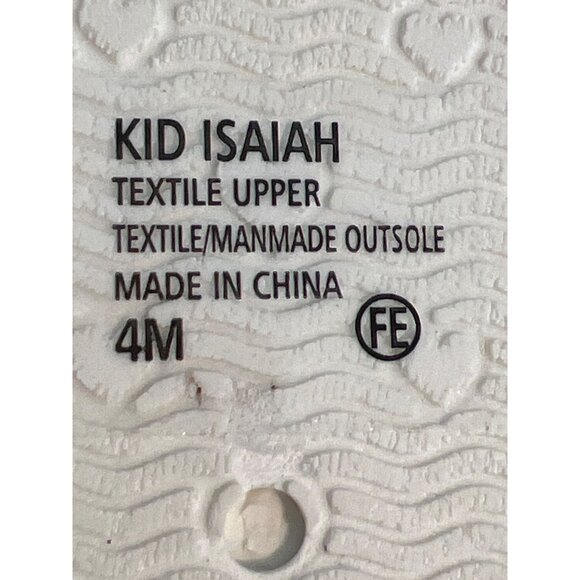 KID ISAIAH
TEXTILE UPPER
TEXTILE/MANMADE OUTSOLE
MADE IN CHINA
4M
FE